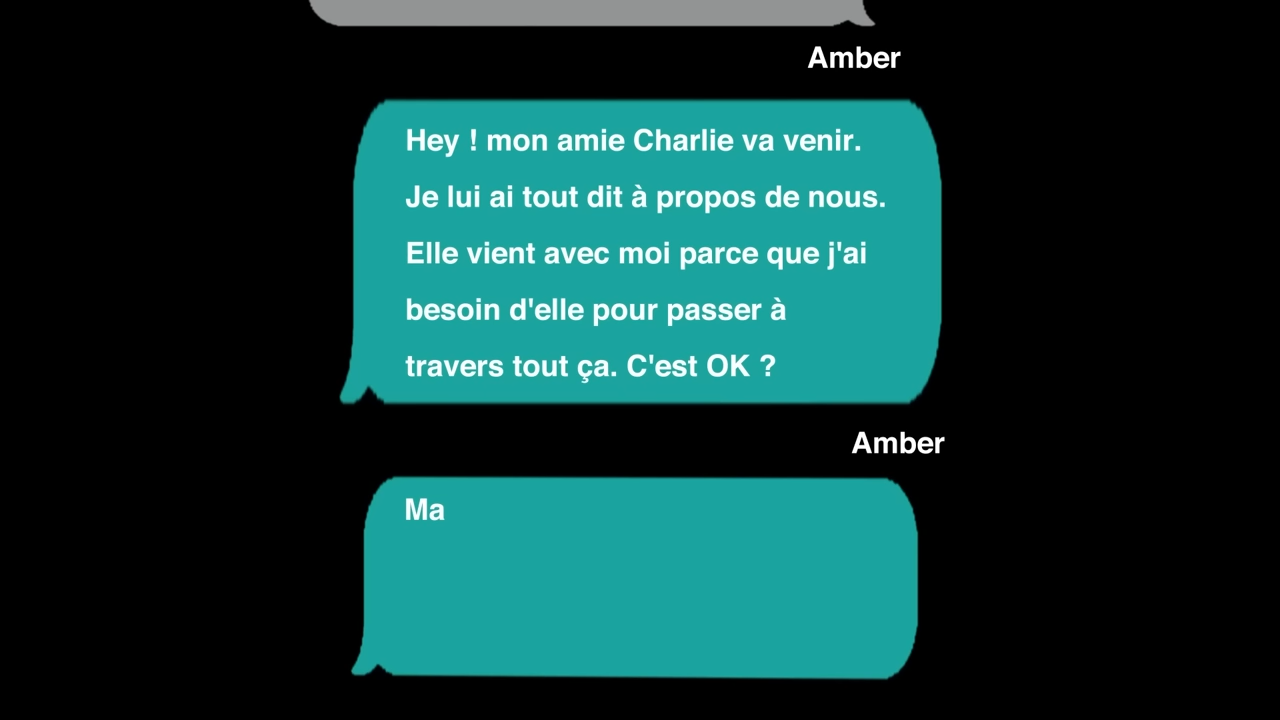 Amber
Hey ! mon amie Charlie va venir.
Je lui ai tout dit à propos de nous.
Elle vient avec moi parce que j'ai
besoin d'elle pour passer à
travers tout ça. C'est OK ?
Amber
Ma